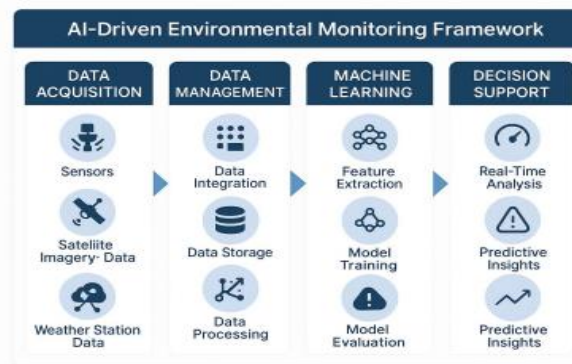 AI-Driven Environmental Monitoring Framework
DATA
ACQUISITION
Sensors
Satellite
Imagery- Data
Weather Station
Data
DATA
MANAGEMENT
Data
Integration
Data Storage
Data
Processing
MACHINE
LEARNING
Feature
Extraction
Model
Training
Model
Evaluation
DECISION
SUPPORT
Real-Time
Analysis
Predictive
Insights
Predictive
Insights